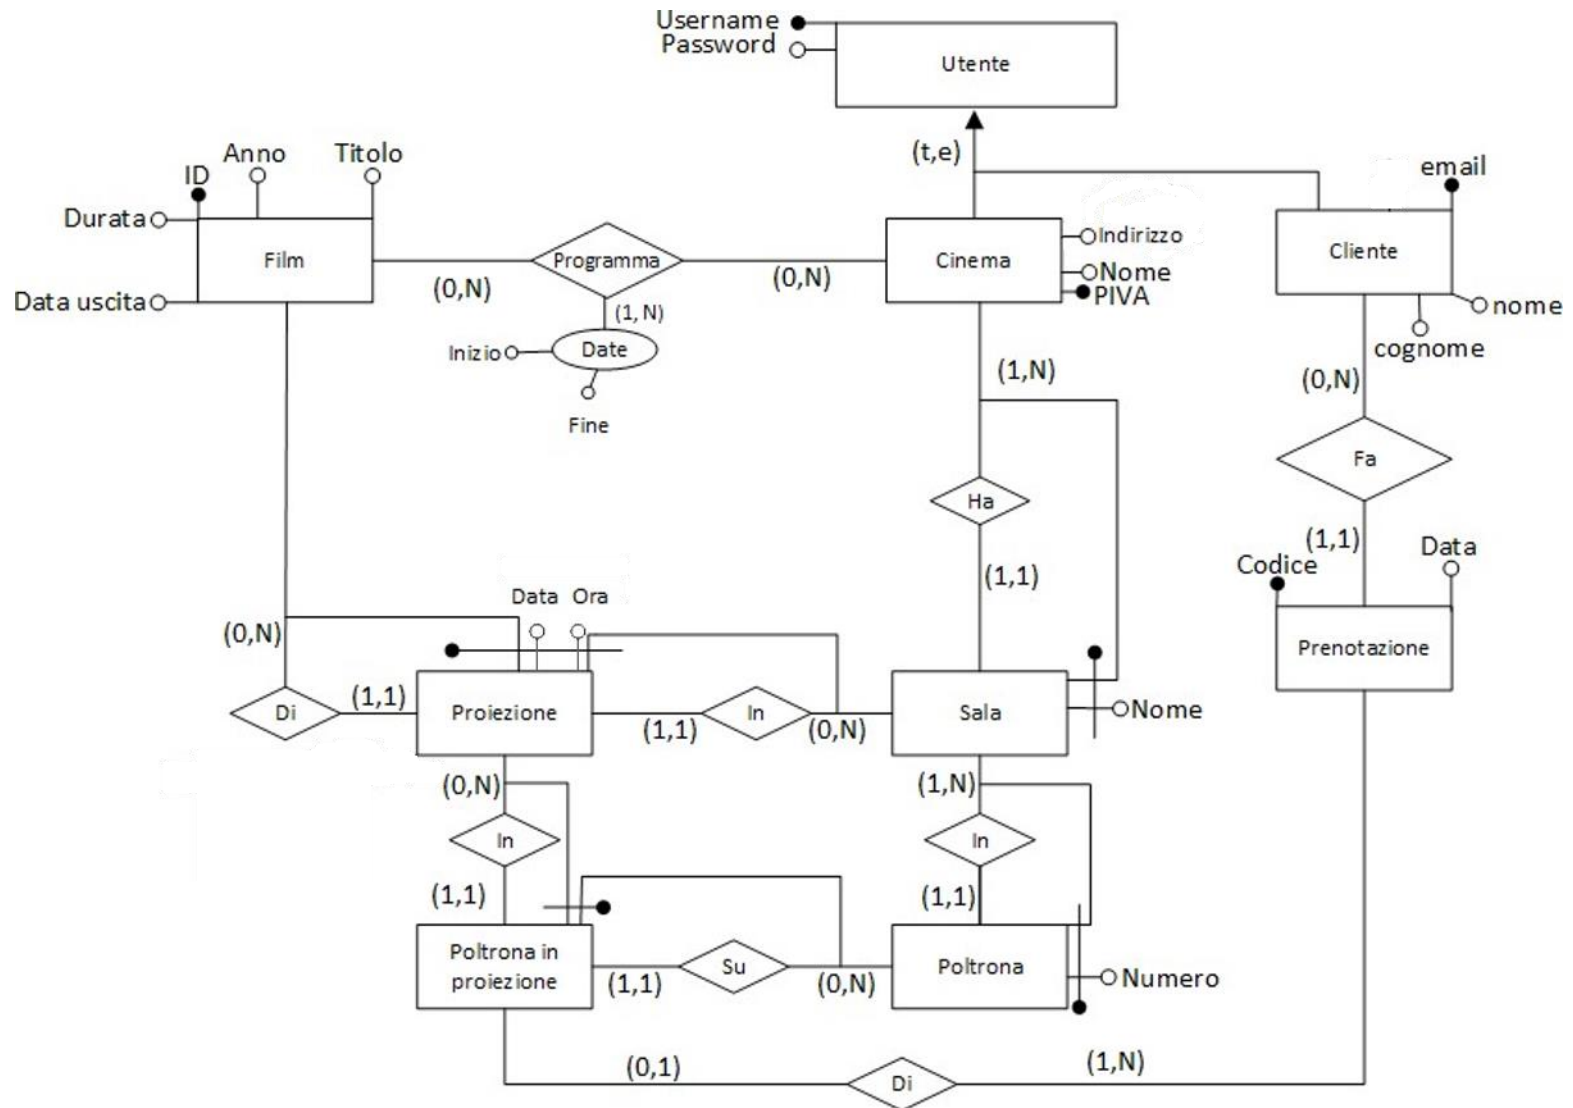 Username
Password
Utente
(t,e)
Anno
Titolo
ID
email
Durata
Indirizzo
Cliente
Film
Programma
Cinema
Nome
(0,N)
(0,N)
PIVA
Data uscita
nome
(1, N)
Inizio
Date
cognome
(1,N)
(0,N)
Fine
Fa
Ha
(1,1)
Data
Codice
(1,1)
Data
Ora
(0,N)
Prenotazione
(1,1)
Di
Proiezione
In
Sala
Nome
(1,1)
(0,N)
(0,N)
(1,N)
In
In
(1,1)
(1,1)
Poltrona in
proiezione
Su
Poltrona
Numero
(1,1)
(0,N)
(0,1)
(1,N)
Di